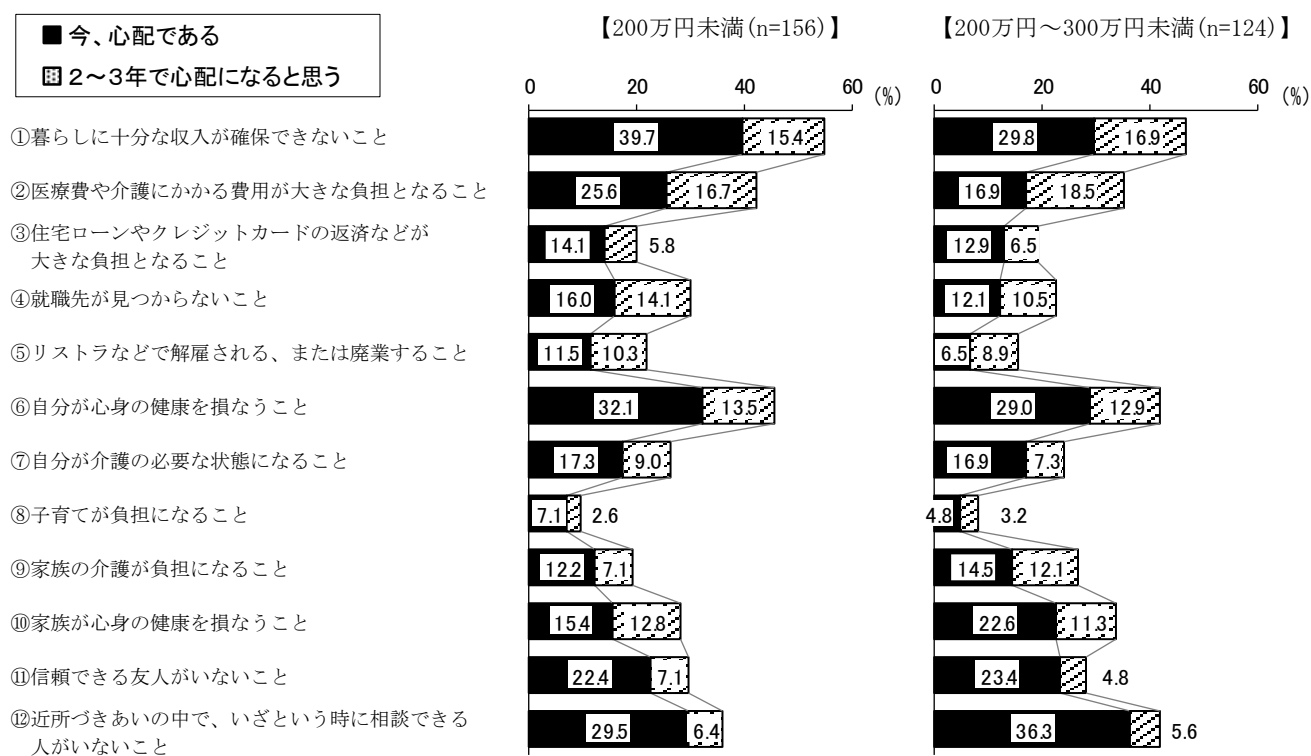 ■今、心配である
２～３年で心配になると思う
【200万円未満(n=156)】
【200万円～300万円未満(n=124)】
0 20 40 60 (%)
0 20 40 60 (%)
①暮らしに十分な収入が確保できないこと
39.7 15.4
29.8 16.9
②医療費や介護にかかる費用が大きな負担となること
25.6 16.7
16.9 18.5
③住宅ローンやクレジットカードの返済などが
大きな負担となること
14.1 5.8
12.9 6.5
④就職先が見つからないこと
16.0 14.1
12.1 10.5
⑤リストラなどで解雇される、または廃業すること
11.5 10.3
6.5 8.9
⑥自分が心身の健康を損なうこと
32.1 13.5
29.0 12.9
⑦自分が介護の必要な状態になること
17.3 9.0
16.9 7.3
⑧子育てが負担になること
7.1 2.6
4.8 3.2
⑨家族の介護が負担になること
12.2 7.1
14.5 12.1
⑩家族が心身の健康を損なうこと
15.4 12.8
22.6 11.3
⑪信頼できる友人がいないこと
22.4 7.1
23.4 4.8
⑫近所づきあいの中で、いざという時に相談できる
人がいないこと
29.5 6.4
36.3 5.6